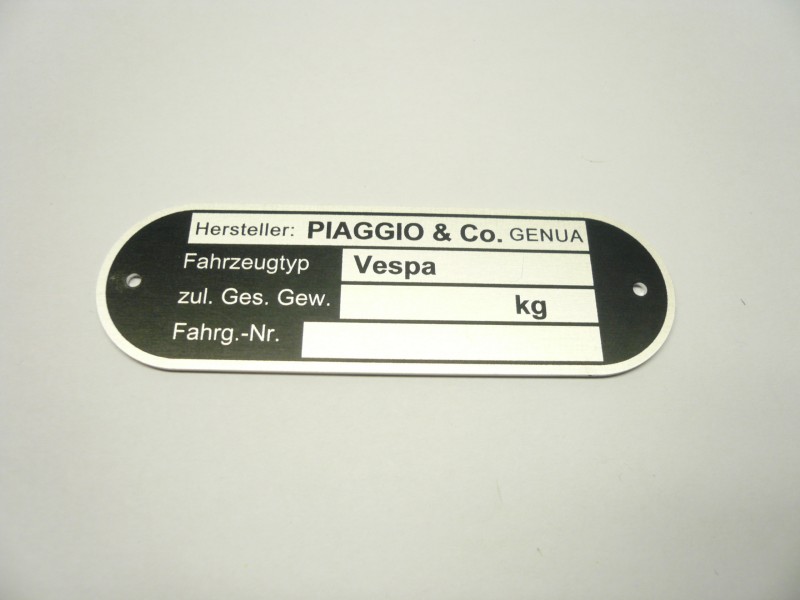 Hersteller: PIAGGIO & Co. GENUA
Fahrzeugtyp Vespa
zul. Ges. Gew. kg
Fahrg.-Nr.